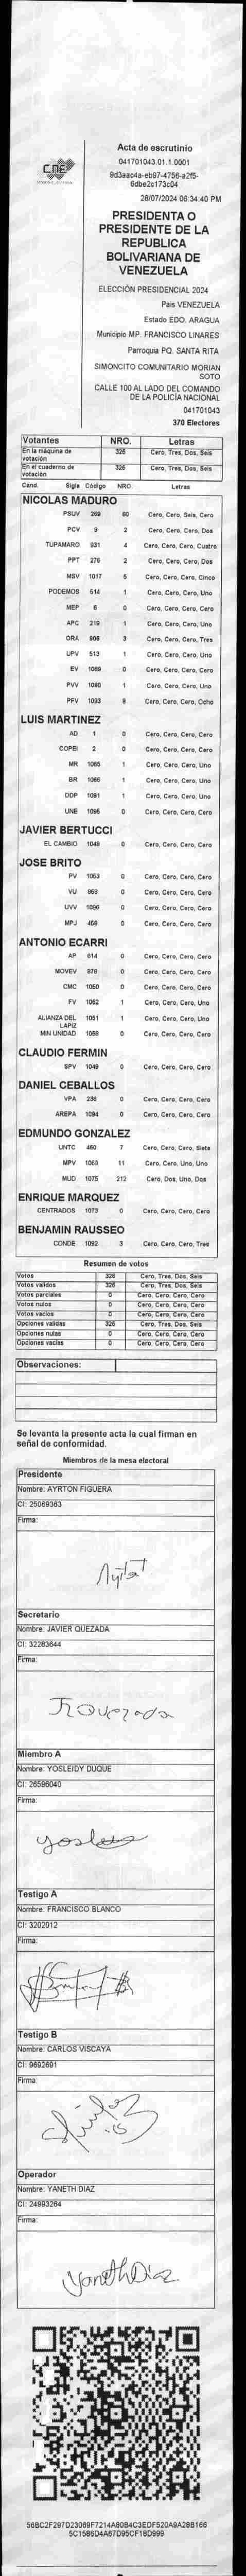 Acta de escrutinio
CNE
041701043.01.1.0001
9d3aac4a-eb97-4756-a2f5-
6dbe2c173c04
28/07/2024 06:34:40 PM
PRESIDENTA O
PRESIDENTE DE LA
REPUBLICA
BOLIVARIANA DE
VENEZUELA
ELECCIÓN PRESIDENCIAL 2024
Pais VENEZUELA
Estado EDO. ARAGUA
Municipio MP. FRANCISCO LINARES
Parroquia PQ. SANTA RITA
SIMONCITO COMUNITARIO MORIAN
SOTO
CALLE 100 AL LADO DEL COMANDO
DE LA POLICÍA NACIONAL
041701043
370 Electores
Votantes NRO. Letras
En la máquina de votación 326 Cero, Tres, Dos, Seis
En el cuaderno de votación 326 Cero, Tres, Dos, Seis
Cand. Sigla Código NRO. Letras
NICOLAS MADURO
PSUV 269 60 Cero, Cero, Seis, Cero
PCV 9 2 Cero, Cero, Cero, Dos
TUPAMARO 931 4 Cero, Cero, Cero, Cuatro
PPT 276 2 Cero, Cero, Cero, Dos
MSV 1017 5 Cero, Cero, Cero, Cinco
PODEMOS 514 1 Cero, Cero, Cero, Uno
MEP 6 0 Cero, Cero, Cero, Cero
APC 219 1 Cero, Cero, Cero, Uno
ORA 906 3 Cero, Cero, Cero, Tres
UPV 513 1 Cero, Cero, Cero, Uno
EV 1089 0 Cero, Cero, Cero, Cero
PVV 1090 1 Cero, Cero, Cero, Uno
PFV 1093 8 Cero, Cero, Cero, Ocho
LUIS MARTINEZ
AD 1 0 Cero, Cero, Cero, Cero
COPEI 2 0 Cero, Cero, Cero, Cero
MR 1065 1 Cero, Cero, Cero, Uno
BR 1066 1 Cero, Cero, Cero, Uno
DDP 1091 1 Cero, Cero, Cero, Uno
UNE 1095 0 Cero, Cero, Cero, Cero
JAVIER BERTUCCI
EL CAMBIO 1048 0 Cero, Cero, Cero, Cero
JOSE BRITO
PV 1053 0 Cero, Cero, Cero, Cero
VU 868 0 Cero, Cero, Cero, Cero
UVV 1096 0 Cero, Cero, Cero, Cero
MPJ 458 0 Cero, Cero, Cero, Cero
ANTONIO ECARRI
AP 814 0 Cero, Cero, Cero, Cero
MOVEV 878 0 Cero, Cero, Cero, Cero
CMC 1050 0 Cero, Cero, Cero, Cero
FV 1052 1 Cero, Cero, Cero, Uno
ALIANZA DEL LAPIZ 1051 1 Cero, Cero, Cero, Uno
MIN UNIDAD 1058 0 Cero, Cero, Cero, Cero
CLAUDIO FERMIN
SPV 1049 0 Cero, Cero, Cero, Cero
DANIEL CEBALLOS
VPA 236 0 Cero, Cero, Cero, Cero
AREPA 1094 0 Cero, Cero, Cero, Cero
EDMUNDO GONZALEZ
UNTC 460 7 Cero, Cero, Cero, Siete
MPV 1063 11 Cero, Cero, Uno, Uno
MUD 1075 212 Cero, Dos, Uno, Dos
ENRIQUE MARQUEZ
CENTRADOS 1073 0 Cero, Cero, Cero, Cero
BENJAMIN RAUSSEO
CONDE 1092 3 Cero, Cero, Cero, Tres
Resumen de votos
Votos 326 Cero, Tres, Dos, Seis
Votos válidos 326 Cero, Tres, Dos, Seis
Votos parciales 0 Cero, Cero, Cero, Cero
Votos nulos 0 Cero, Cero, Cero, Cero
Votos vacíos 0 Cero, Cero, Cero, Cero
Opciones válidas 326 Cero, Tres, Dos, Seis
Opciones nulas 0 Cero, Cero, Cero, Cero
Opciones vacías 0 Cero, Cero, Cero, Cero
Observaciones:
Se levanta la presente acta la cual firman en
señal de conformidad.
Miembros de la mesa electoral
Presidente
Nombre: AYRTON FIGUERA
CI: 25069363
Firma:
Secretario
Nombre: JAVIER QUEZADA
CI: 32283644
Firma:
Miembro A
Nombre: YOSLEIDY DUQUE
CI: 26596040
Firma:
Testigo A
Nombre: FRANCISCO BLANCO
CI: 3202012
Firma:
Testigo B
Nombre: CARLOS VISCAYA
CI: 9692691
Firma:
Operador
Nombre: YANETH DIAZ
CI: 24993264
Firma:
Yaneth Diaz
56BC2F297D23069F7214A80B4C3EDF520A9A28B166
5C1586D4A67D95CF18D999